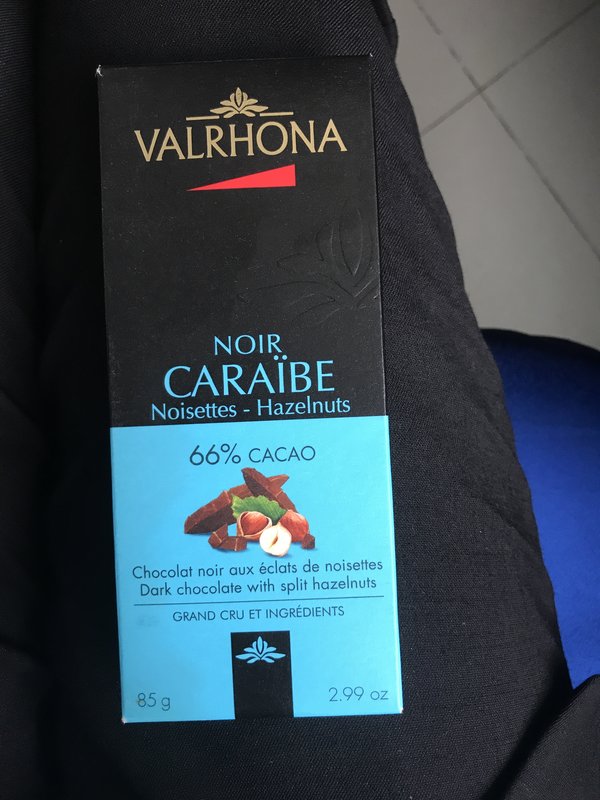 VALRHONA
NOIR
CARAÏBE
Noisettes - Hazelnuts
66% CACAO
Chocolat noir aux éclats de noisettes
Dark chocolate with split hazelnuts
GRAND CRU ET INGRÉDIENTS
85 g
2.99 oz